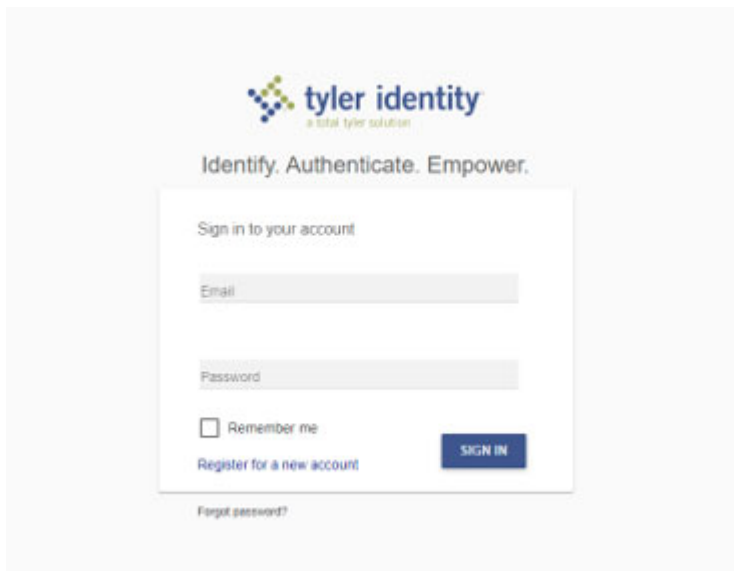 tyler identity
a total tyler solution
Identify. Authenticate. Empower.
Sign in to your account
Email
Password
Remember me
SIGN IN
Register for a new account
Forgot password?